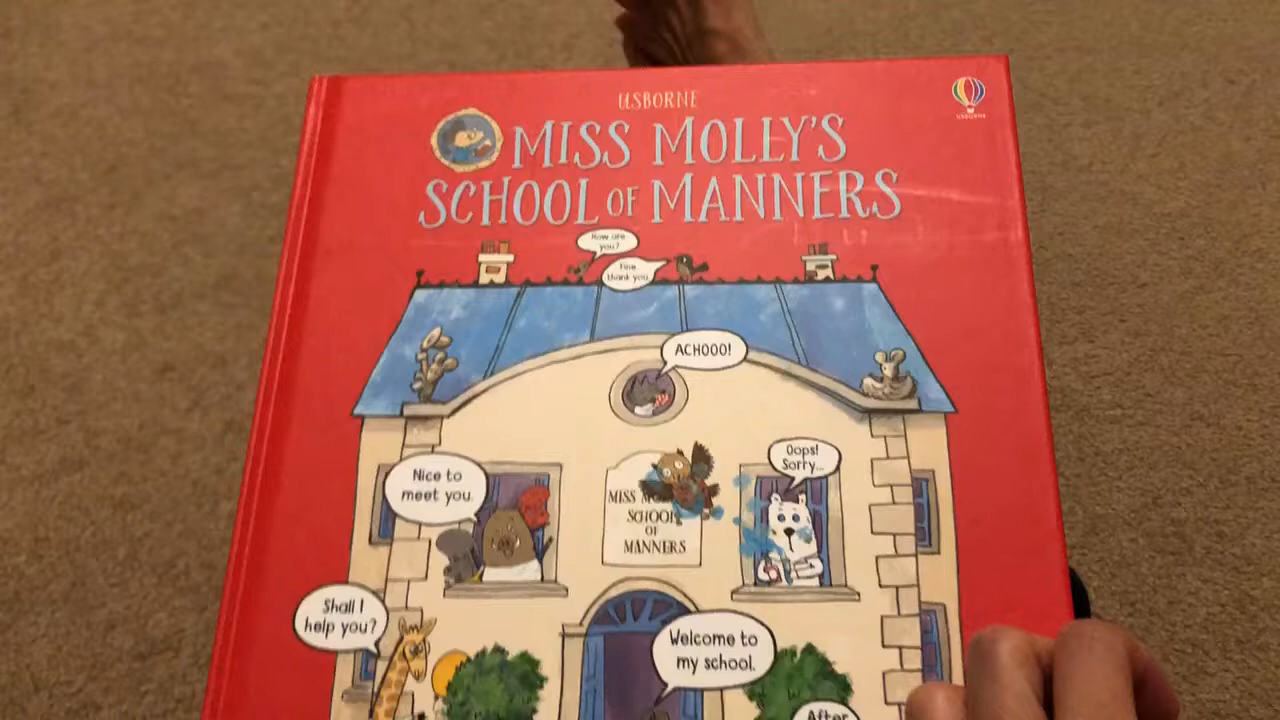 USBORNE
USBORNE
MISS MOLLY'S
SCHOOL OF MANNERS
How are
you?
Fine
thank you
ACHOOO!
Oops!
Sorry...
Nice to
meet you.
MISS
SCHOOL
OF
MANNERS
Shall I
help you?
Welcome to
my school.
After